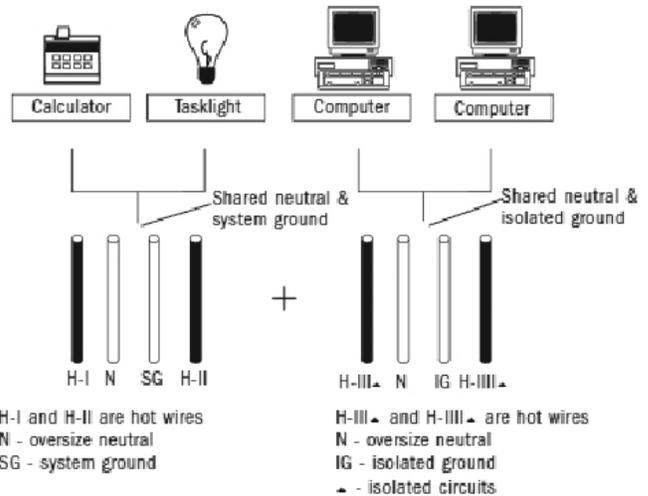 Calculator
Tasklight
Computer
Computer
Shared neutral &
system ground
Shared neutral &
isolated ground
+
H-I N SG H-II
H-III▲ N IG H-IIII▲
H-I and H-II are hot wires
N - oversize neutral
SG - system ground
H-III▲ and H-IIII▲ are hot wires
N - oversize neutral
IG - isolated ground
▲ - isolated circuits